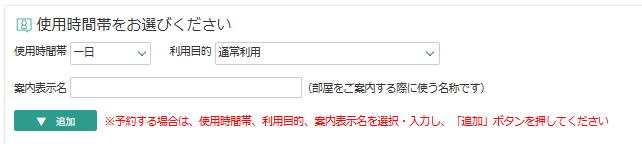 8 使用時間帯をお選びください
使用時間帯 一日 利用目的 通常利用
案内表示名 (部屋をご案内する際に使う名称です)
▼ 追加 ※予約する場合は、使用時間帯、利用目的、案内表示名を選択・入力し、「追加」ボタンを押してください